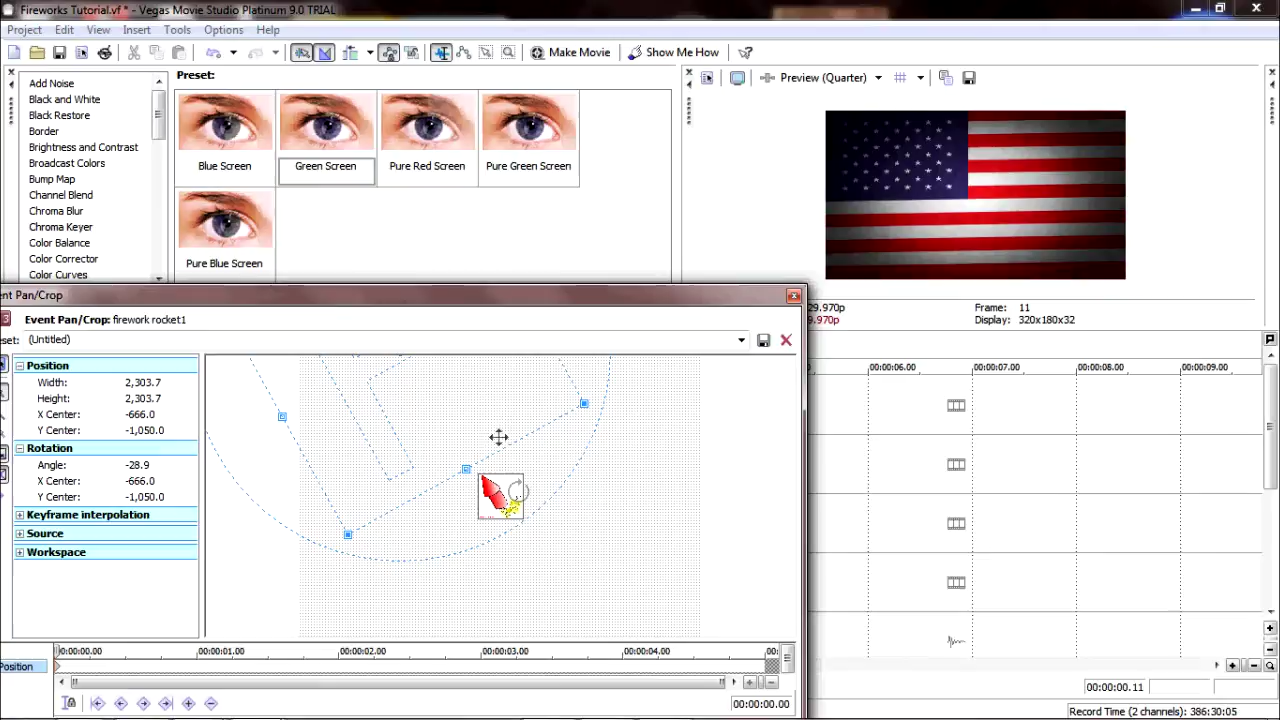 Fireworks Tutorial.vf * - Vegas Movie Studio Platinum 9.0 TRIAL
Project Edit View Insert Tools Options Help
Make Movie Show Me How
Preset:
Add Noise
Black and White
Black Restore
Border
Brightness and Contrast
Broadcast Colors
Bump Map
Channel Blend
Chroma Blur
Chroma Keyer
Color Balance
Color Corrector
Color Curves
Blue Screen
Green Screen
Pure Red Screen
Pure Green Screen
Pure Blue Screen
Preview (Quarter)
29.970p
9.970p
Frame: 11
Display: 320x180x32
ent Pan/Crop
Event Pan/Crop: firework rocket1
set: (Untitled)
Position
Width: 2,303.7
Height: 2,303.7
X Center: -666.0
Y Center: -1,050.0
Rotation
Angle: -28.9
X Center: -666.0
Y Center: -1,050.0
Keyframe interpolation
Source
Workspace
00:00:06.00 00:00:07.00 00:00:08.00 00:00:09.00
00:00:00.00 00:00:01.00 00:00:02.00 00:00:03.00 00:00:04.00 00:
Position
00:00:00.00
00:00:00.11
Record Time (2 channels): 386:30:05